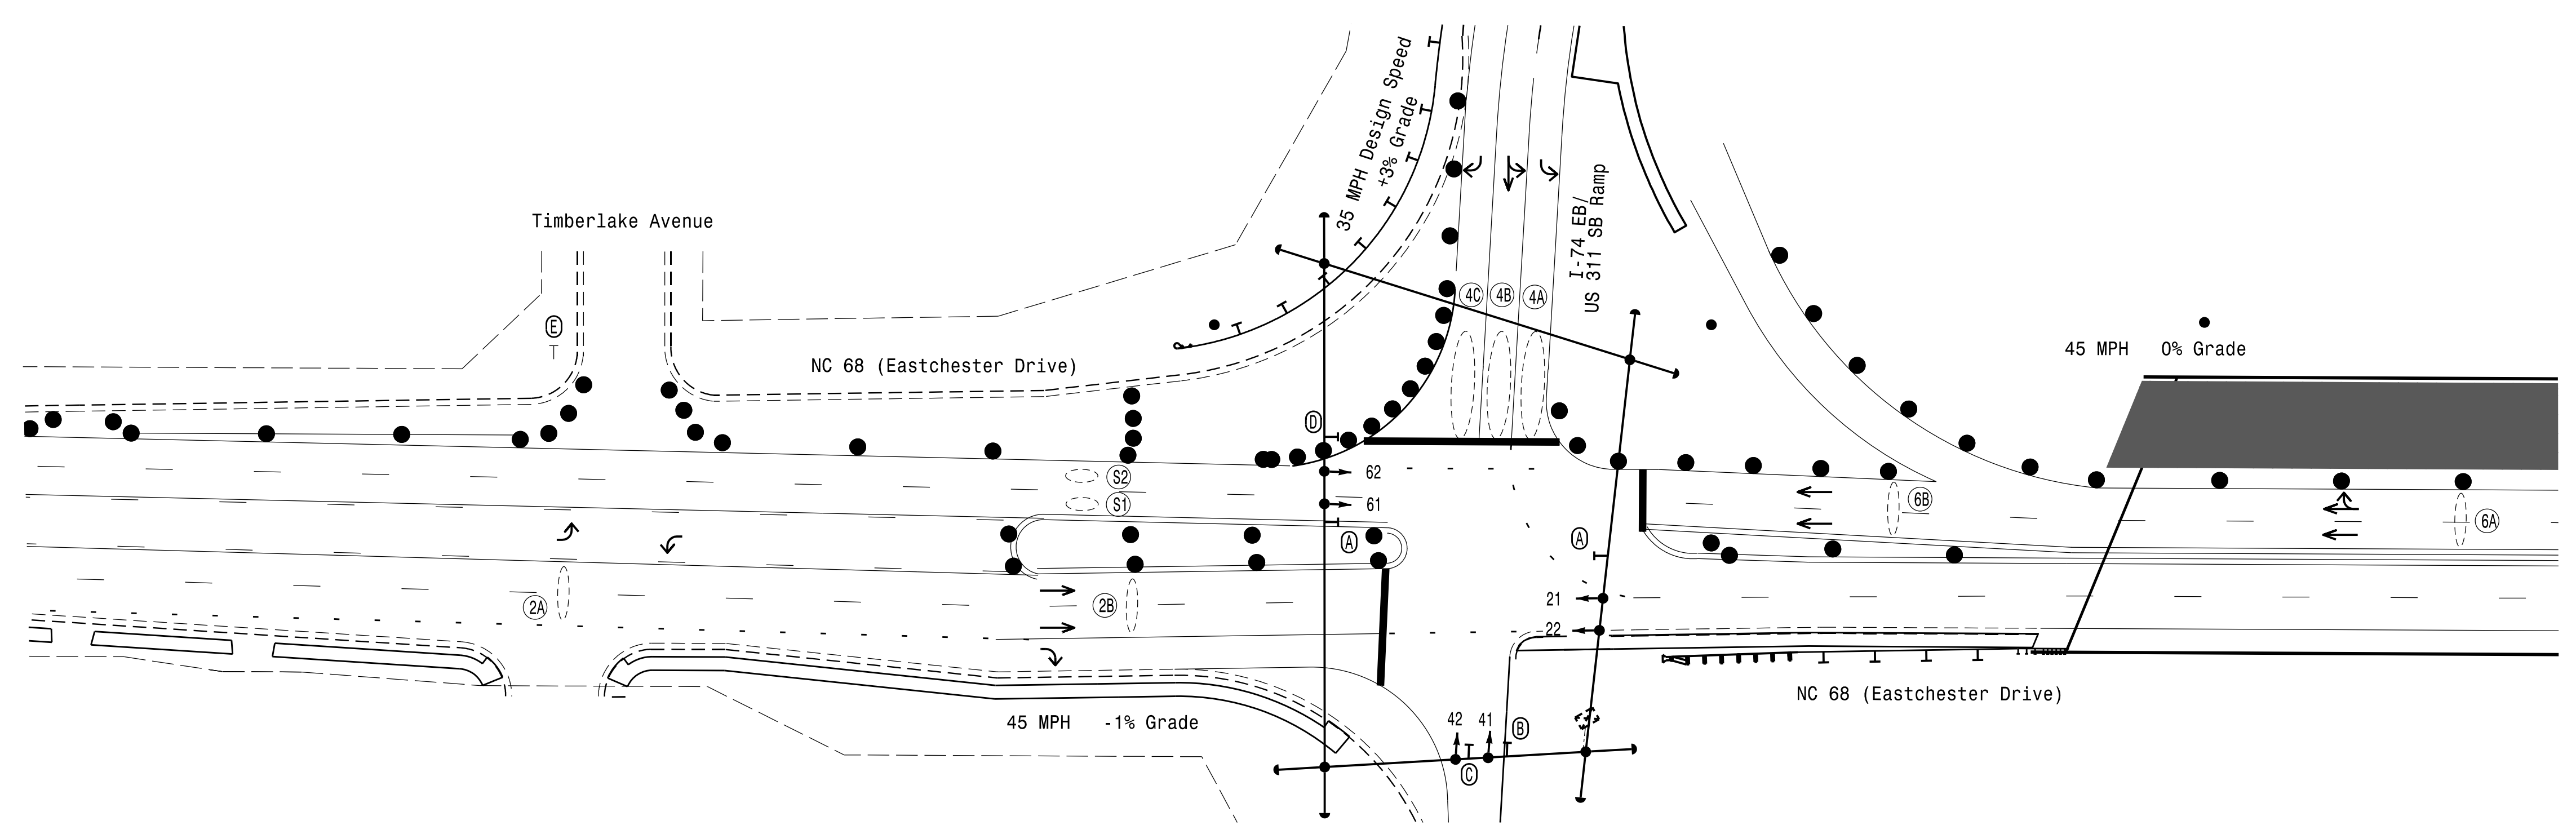 35 MPH Design Speed
+3% Grade
Timberlake Avenue
I-74 EB/
US 311 SB Ramp
4C
4B
4A
E
45 MPH 0% Grade
NC 68 (Eastchester Drive)
D
62
S2
S1
61
6B
6A
A
A
2A
2B
21
22
NC 68 (Eastchester Drive)
45 MPH -1% Grade
42
41
B
C